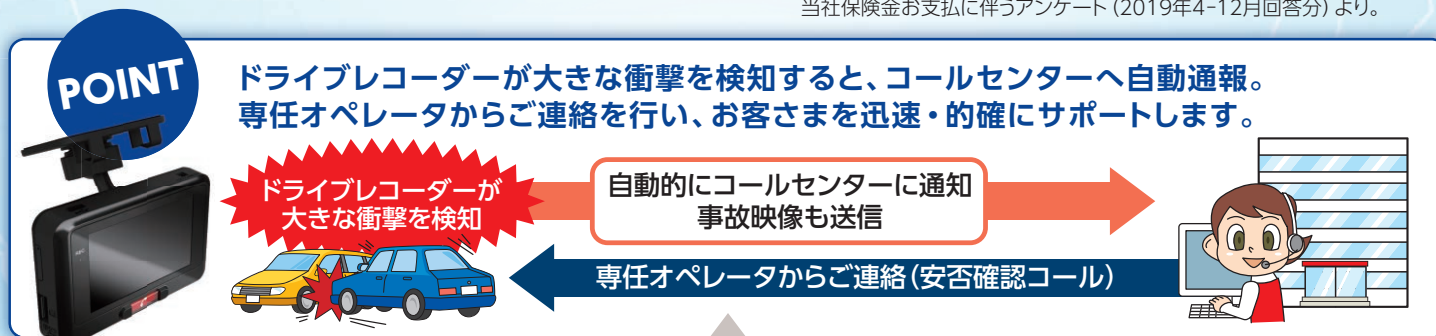 当社保険金お支払に伴うアンケート(2019年4-12月回答分)より。
POINT
ドライブレコーダーが大きな衝撃を検知すると、コールセンターへ自動通報。
専任オペレータからご連絡を行い、お客さまを迅速・的確にサポートします。
ドライブレコーダーが
大きな衝撃を検知
自動的にコールセンターに通知
事故映像も送信
専任オペレータからご連絡(安否確認コール)